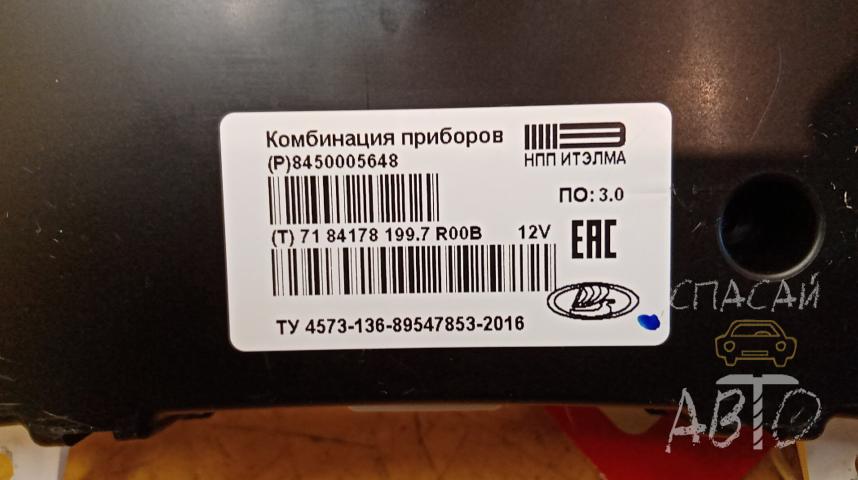 Комбинация приборов
(P)8450005648
НПП ИТЭЛМА
ПО: 3.0
(T) 71 84178 199.7 R00B 12V
EAC
ТУ 4573-136-89547853-2016
СПАСАЙ
АВТО